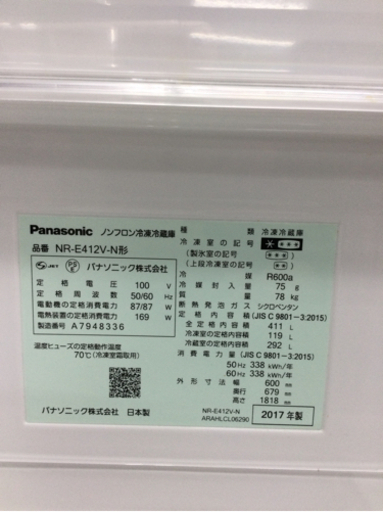 Panasonic ノンフロン冷凍冷蔵庫
品番 NR-E412V-N形
JET PSE パナソニック株式会社
定格電圧 100 V
定格周波数 50/60 Hz
電動機の定格消費電力 87/87 W
電熱装置の定格消費電力 169 W
製造番号 A7948336
温度ヒューズの定格動作温度
70℃(冷凍室霜取用)
パナソニック株式会社 日本製
種類 冷凍冷蔵庫
冷凍室の記号
(製氷室の記号)
(上段冷凍室の記号)
冷媒 R600a
冷媒封入量 75 g
質量 78 kg
断熱発泡ガス シクロペンタン
定格内容積 (JIS C 9801-3:2015)
全定格内容積 411 L
冷凍室の定格内容積 119 L
冷蔵室の定格内容積 292 L
消費電力量 (JIS C 9801-3:2015)
50Hz 338 kWh/年
60Hz 338 kWh/年
外形寸法 幅 600 mm
奥行 679 mm
高さ 1818 mm
NR-E412V-N
ARAHLCL06290
2017年製